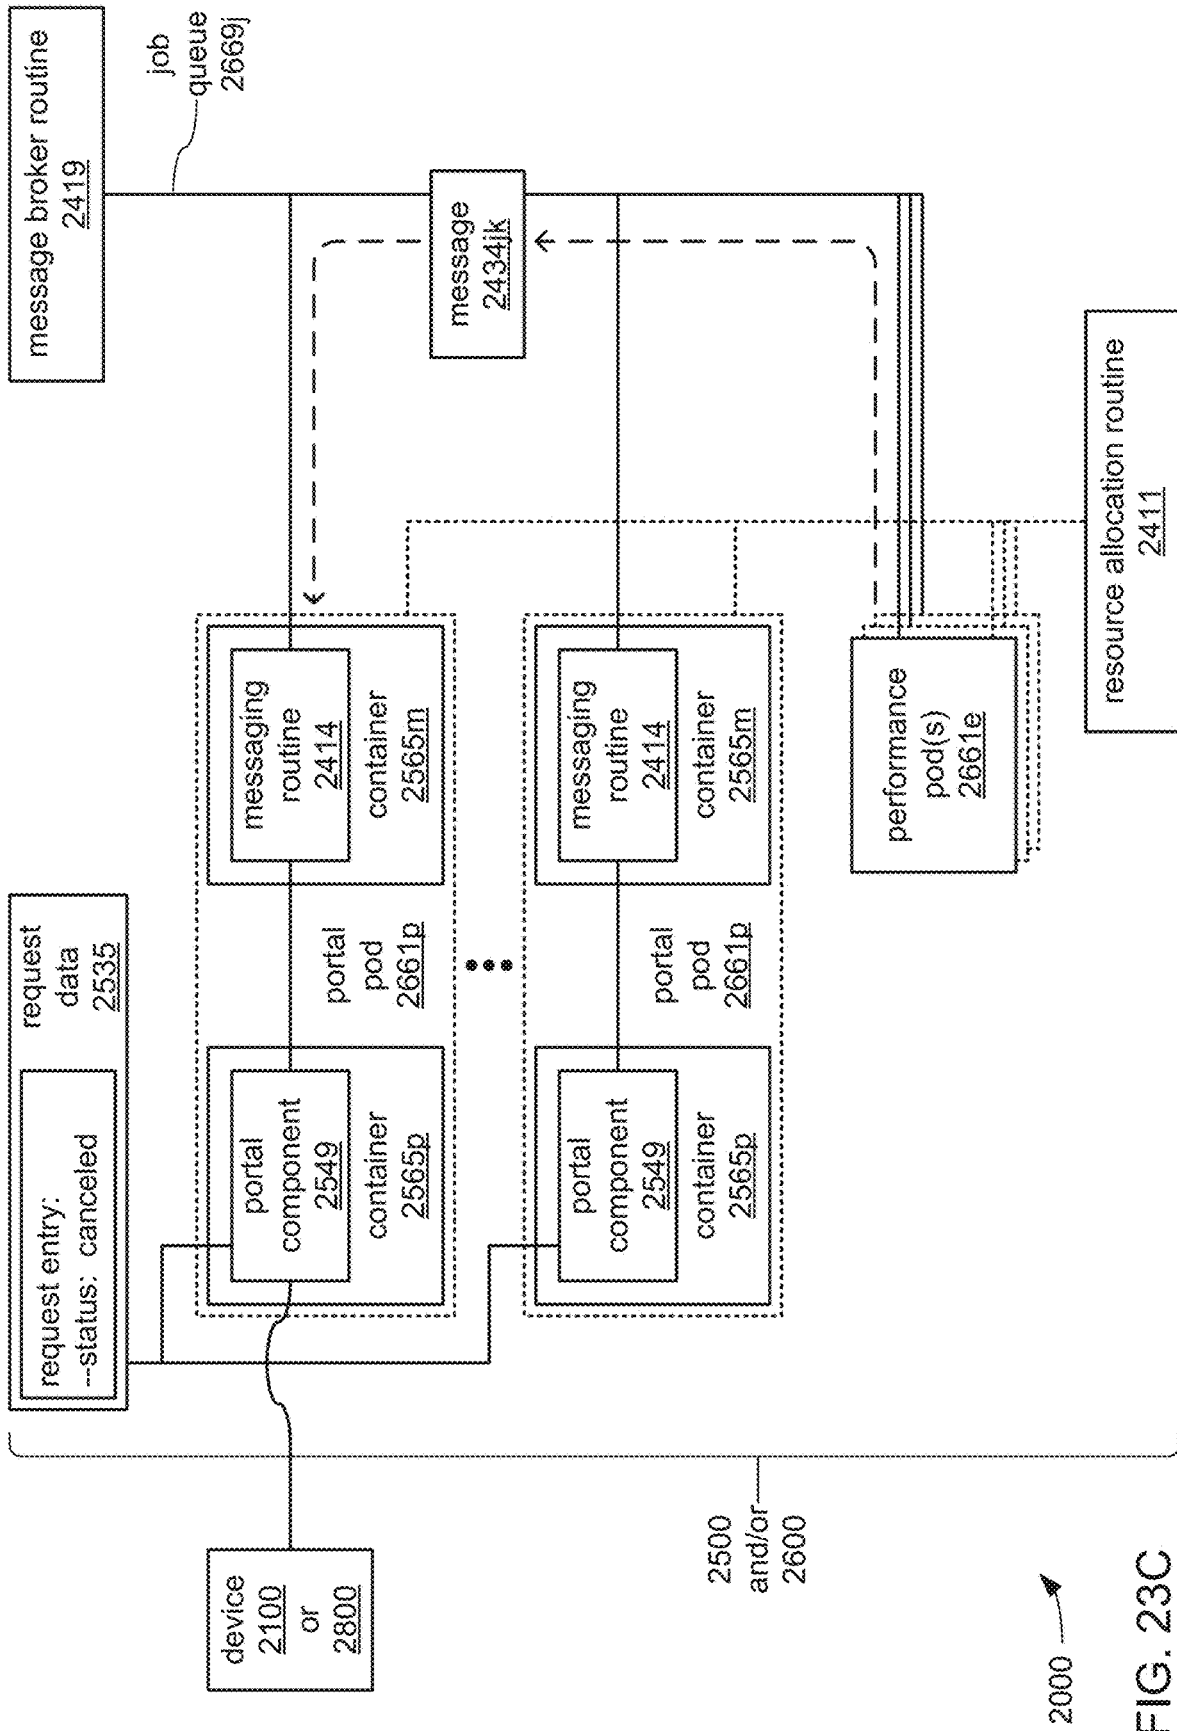 request entry:
--status: canceled
request
data
2535
message broker routine
2419
job
queue
2669j
device
2100
or
2800
portal
component
2549
container
2565p
portal
pod
2661p
messaging
routine
2414
container
2565m
message
2434jk
portal
component
2549
container
2565p
portal
pod
2661p
messaging
routine
2414
container
2565m
2500
and/or
2600
performance
pod(s)
2661e
resource allocation routine
2411
2000
FIG. 23C